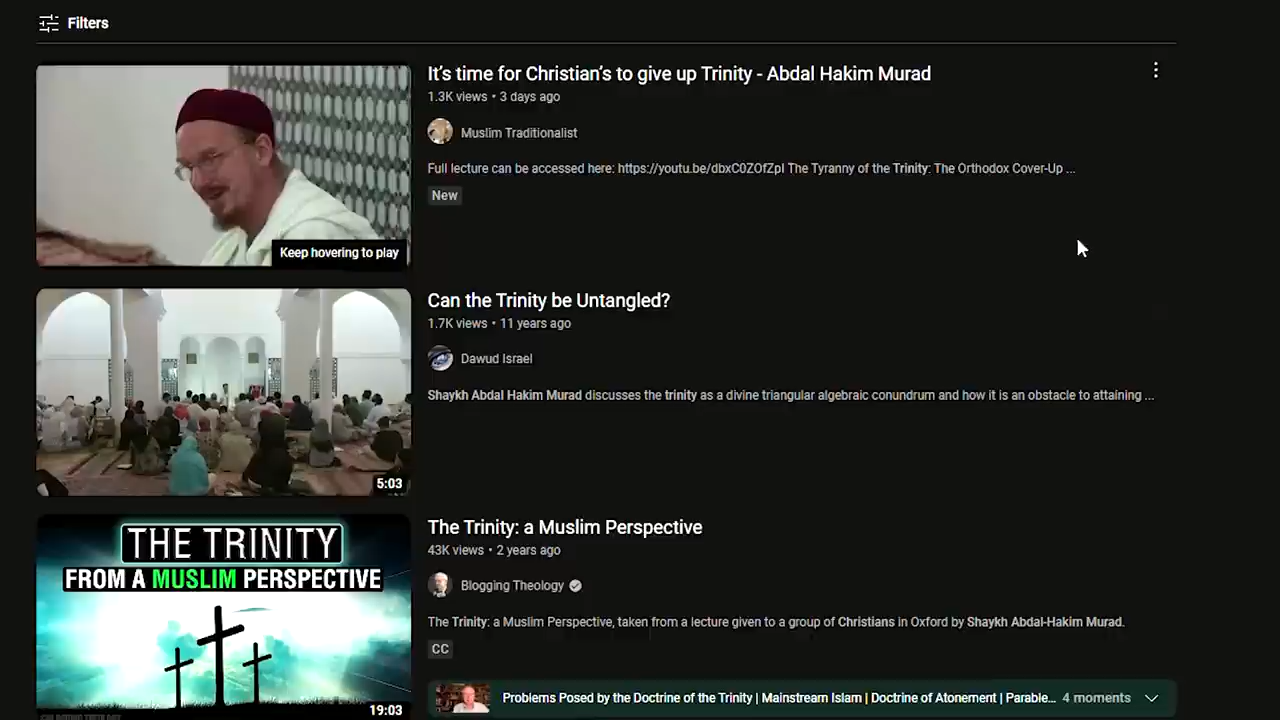 Filters
It’s time for Christian’s to give up Trinity - Abdal Hakim Murad
1.3K views • 3 days ago
Muslim Traditionalist
Full lecture can be accessed here: https://youtu.be/dbxC0ZOfZpI The Tyranny of the Trinity: The Orthodox Cover-Up ...
New
Keep hovering to play
Can the Trinity be Untangled?
1.7K views • 11 years ago
Dawud Israel
Shaykh Abdal Hakim Murad discusses the trinity as a divine triangular algebraic conundrum and how it is an obstacle to attaining ...
5:03
THE TRINITY
FROM A MUSLIM PERSPECTIVE
19:03
The Trinity: a Muslim Perspective
43K views • 2 years ago
Blogging Theology
The Trinity: a Muslim Perspective, taken from a lecture given to a group of Christians in Oxford by Shaykh Abdal-Hakim Murad.
CC
Problems Posed by the Doctrine of the Trinity | Mainstream Islam | Doctrine of Atonement | Parable... 4 moments